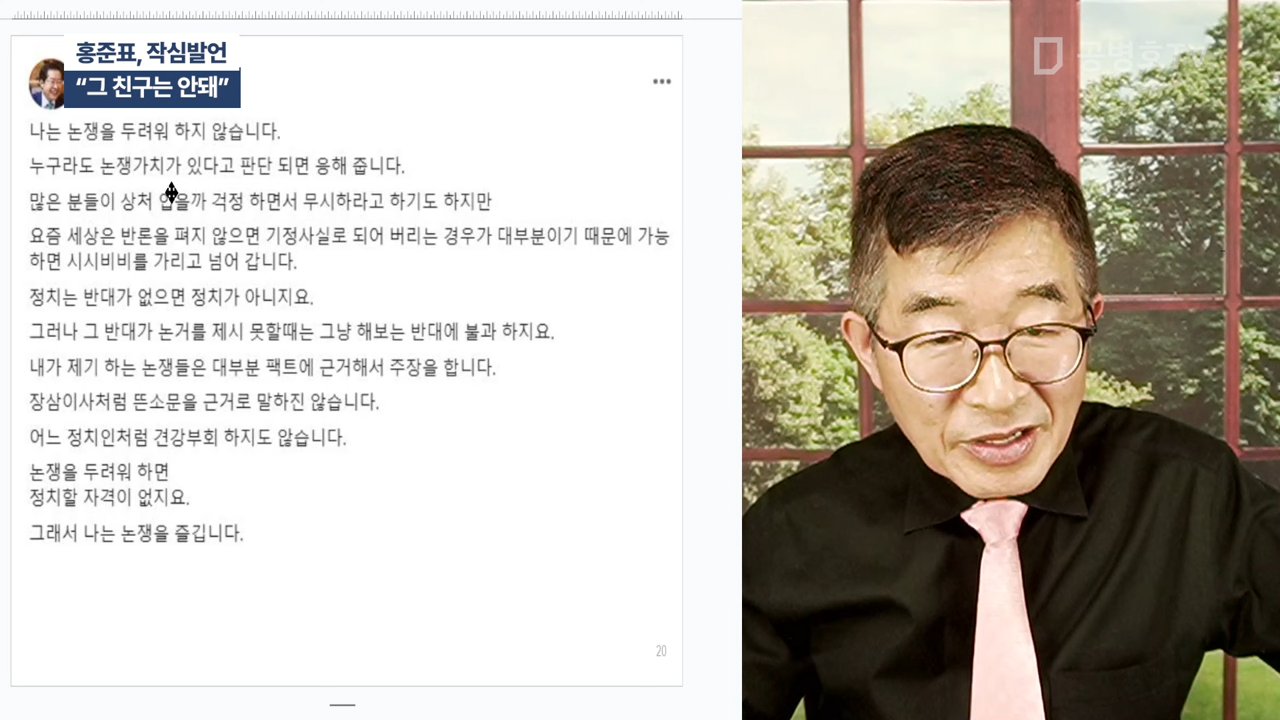 홍준표, 작심발언
“그 친구는 안돼”
공병호TV
나는 논쟁을 두려워 하지 않습니다.
누구라도 논쟁가치가 있다고 판단 되면 응해 줍니다.
많은 분들이 상처 입을까 걱정 하면서 무시하라고 하기도 하지만
요즘 세상은 반론을 펴지 않으면 기정사실로 되어 버리는 경우가 대부분이기 때문에 가능
하면 시시비비를 가리고 넘어 갑니다.
정치는 반대가 없으면 정치가 아니지요.
그러나 그 반대가 논거를 제시 못할때는 그냥 해보는 반대에 불과 하지요.
내가 제기 하는 논쟁들은 대부분 팩트에 근거해서 주장을 합니다.
장삼이사처럼 뜬소문을 근거로 말하진 않습니다.
어느 정치인처럼 견강부회 하지도 않습니다.
논쟁을 두려워 하면
정치할 자격이 없지요.
그래서 나는 논쟁을 즐깁니다.
20